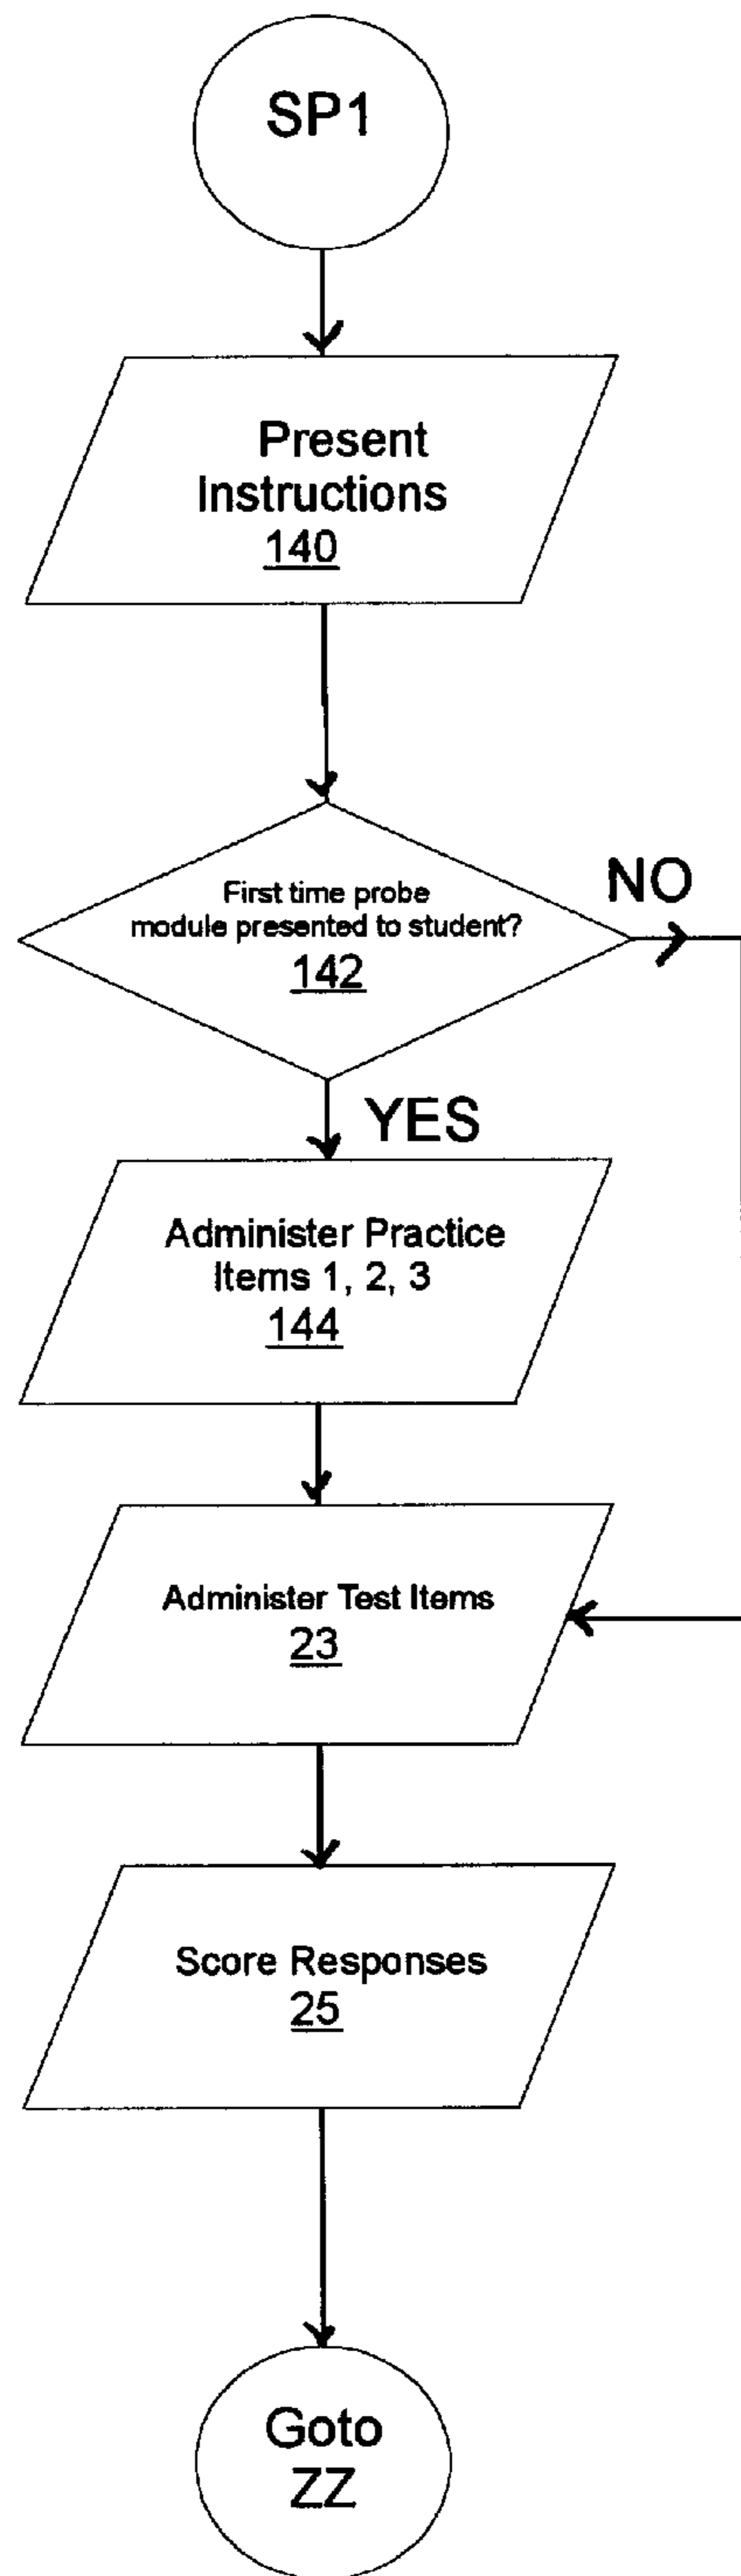 SP1
Present
Instructions
140
First time probe
module presented to student?
142
NO
YES
Administer Practice
Items 1, 2, 3
144
Administer Test Items
23
Score Responses
25
Goto
ZZ